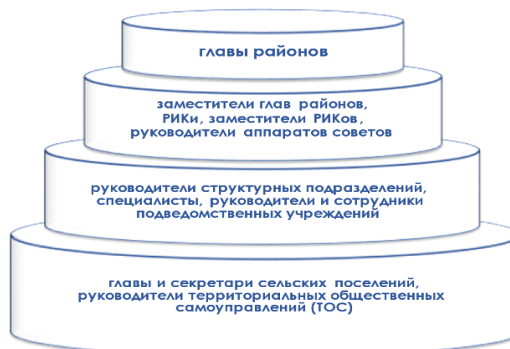 главы районов
заместители глав районов,
РИКи, заместители РИКов,
руководители аппаратов советов
руководители структурных подразделений,
специалисты, руководители и сотрудники
подведомственных учреждений
главы и секретари сельских поселений,
руководители территориальных общественных
самоуправлений (ТОС)